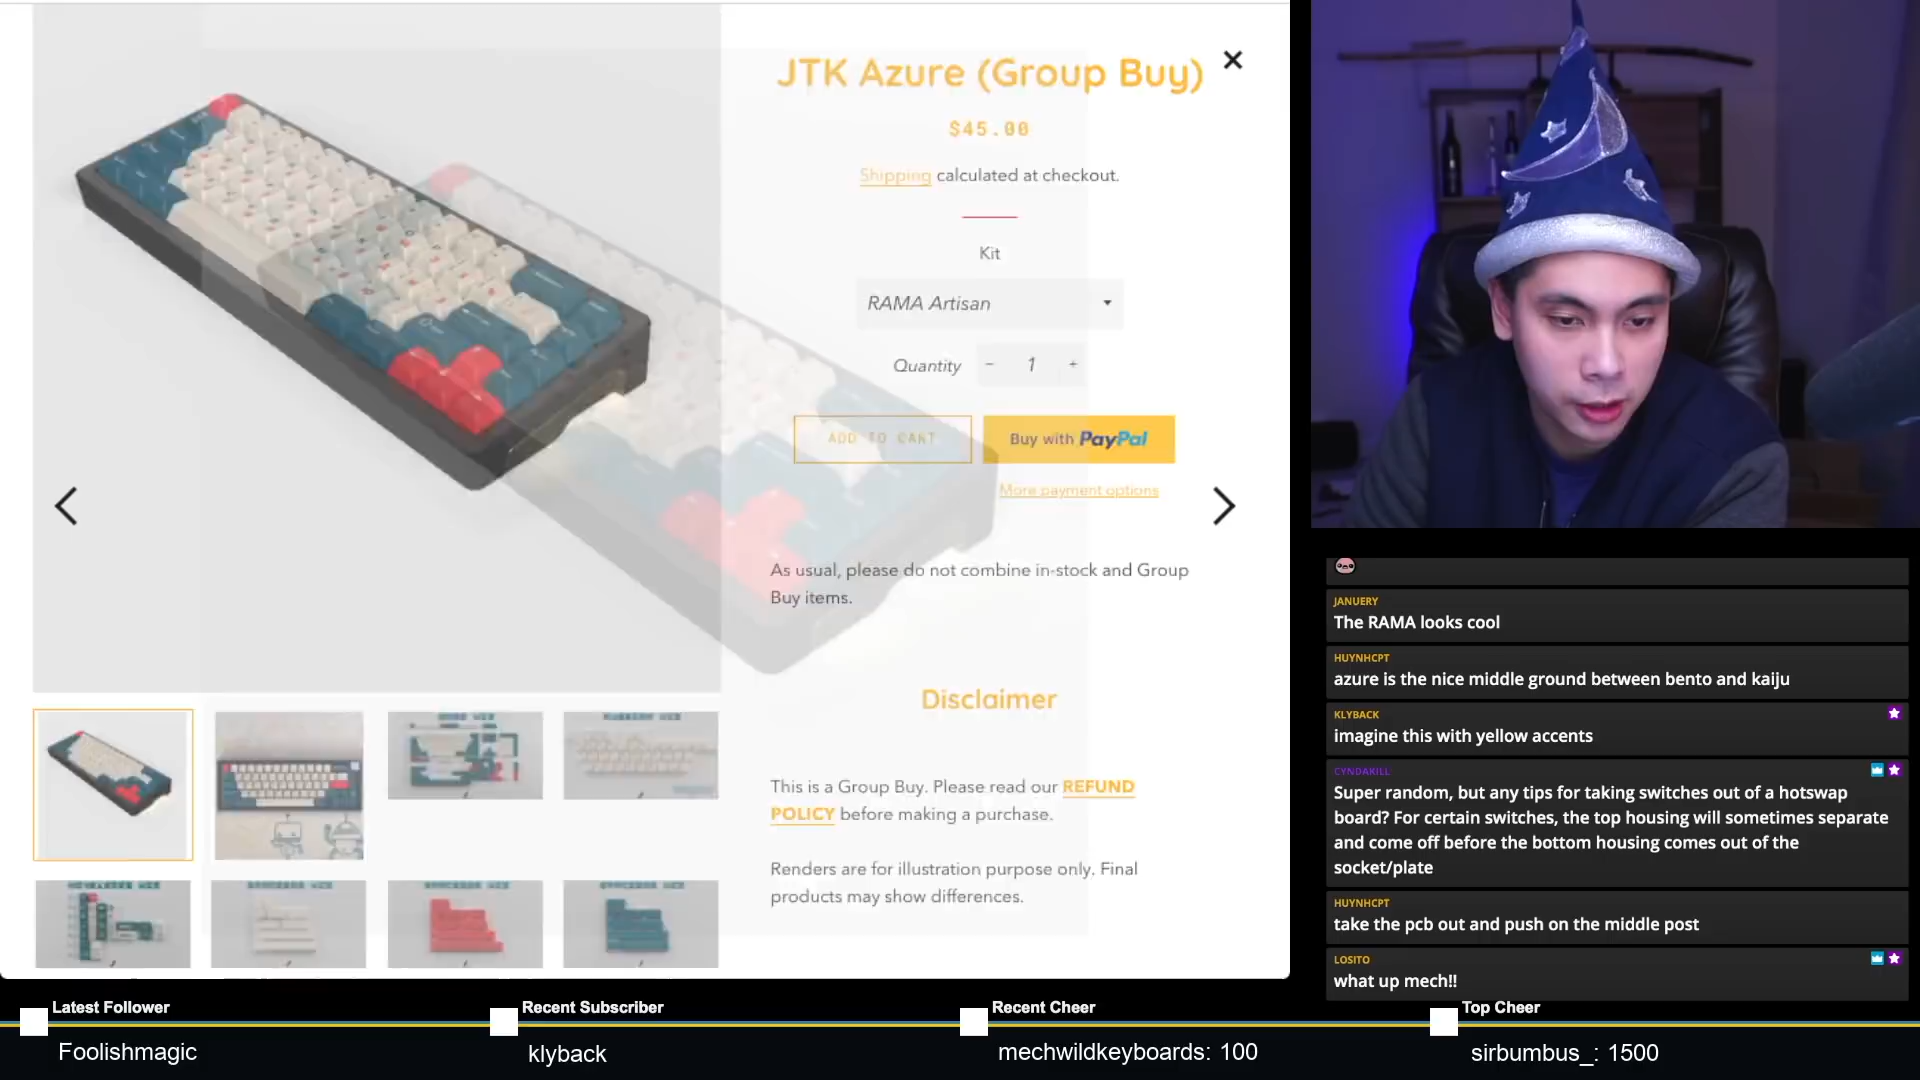 JTK Azure (Group Buy)
$45.00
Shipping calculated at checkout.
Kit
RAMA Artisan
Quantity − 1 +
ADD TO CART
Buy with PayPal
More payment options
As usual, please do not combine in-stock and Group
Buy items.
Disclaimer
This is a Group Buy. Please read our REFUND
POLICY before making a purchase.
Renders are for illustration purpose only. Final
products may show differences.
JANUERY
The RAMA looks cool
HUYNHCPT
azure is the nice middle ground between bento and kaiju
KLYBACK
imagine this with yellow accents
CYNDAKILL
Super random, but any tips for taking switches out of a hotswap
board? For certain switches, the top housing will sometimes separate
and come off before the bottom housing comes out of the
socket/plate
HUYNHCPT
take the pcb out and push on the middle post
LOSITO
what up mech!!
Latest Follower
Foolishmagic
Recent Subscriber
klyback
Recent Cheer
mechwildkeyboards: 100
Top Cheer
sirbumbus_: 1500